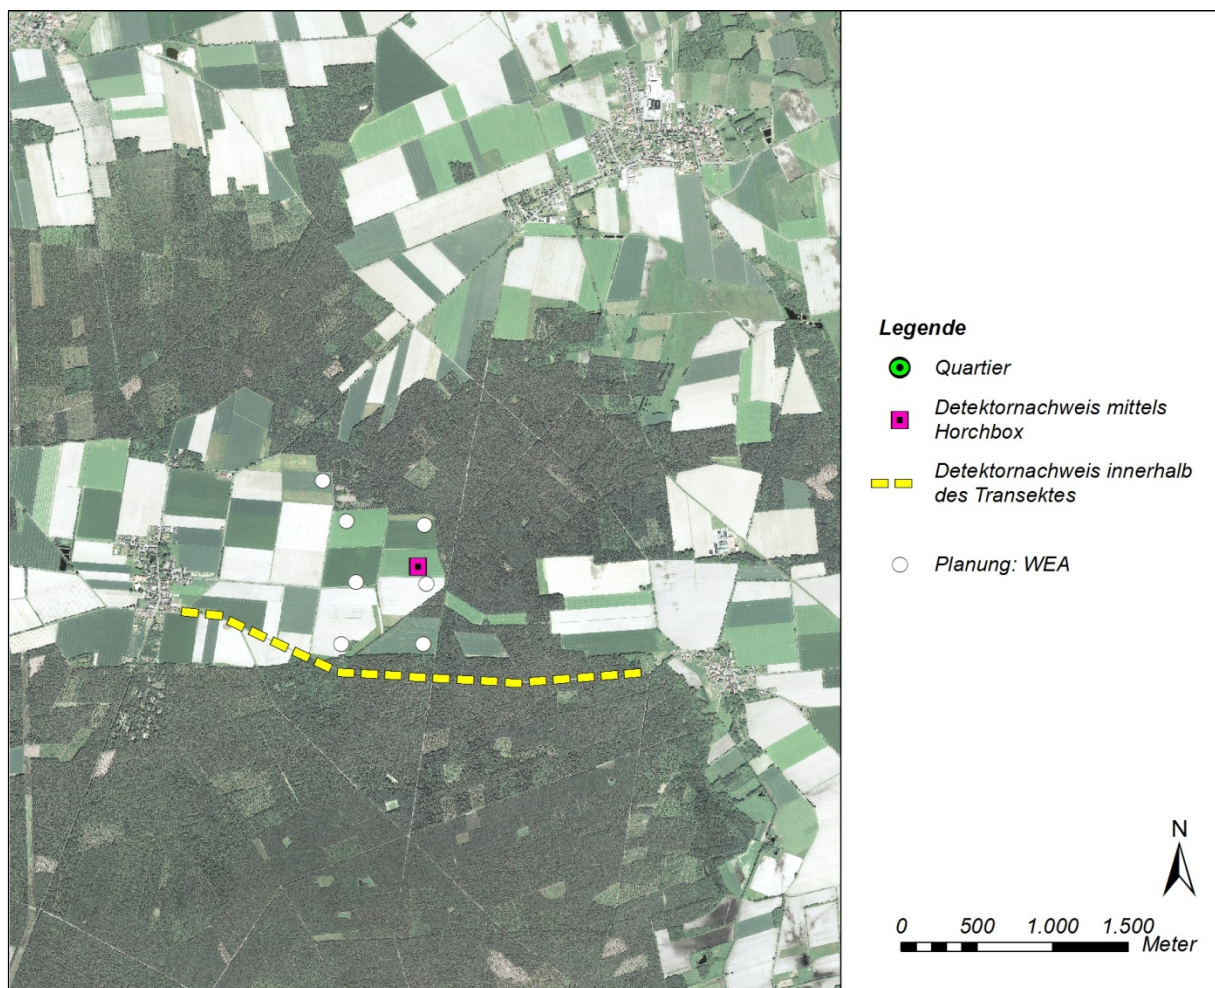 Legende
Quartier
Detektornachweis mittels
Horchbox
Detektornachweis innerhalb
des Transektes
Planung: WEA
N
0 500 1.000 1.500
Meter